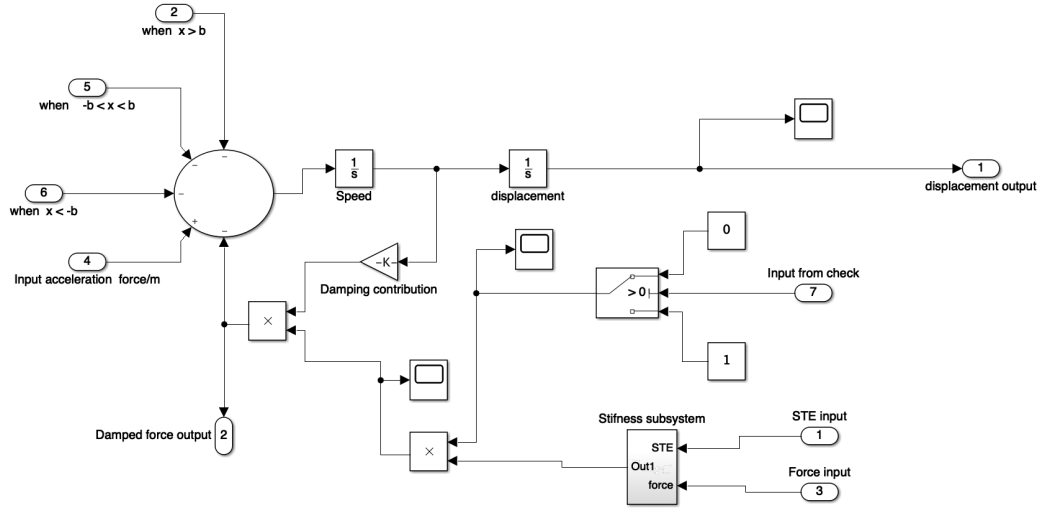 2
when x > b
5
when -b < x < b
6
when x < -b
4
Input acceleration force/m
−
−
−
+
−
1
s
Speed
1
s
displacement
1
displacement output
-K-
Damping contribution
×
> 0
0
Input from check
7
1
Damped force output
2
×
Stifness subsystem
STE
Out1
force
STE input
1
Force input
3